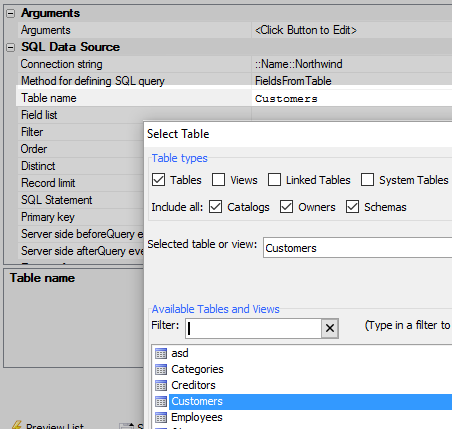 Arguments
Arguments <Click Button to Edit>
SQL Data Source
Connection string ::Name::Northwind
Method for defining SQL query FieldsFromTable
Table name Customers
Field list
Filter
Order
Distinct
Record limit
SQL Statement
Primary key
Server side beforeQuery eve
Server side afterQuery eve
Table name
Preview List
Select Table
Table types
Tables Views Linked Tables System Tables
Include all: Catalogs Owners Schemas
Selected table or view: Customers
Available Tables and Views
Filter: (Type in a filter to
asd
Categories
Creditors
Customers
Employees